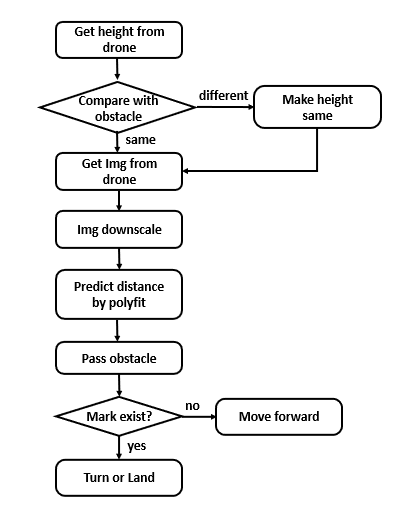 Get height from
drone
Compare with
obstacle
different
Make height
same
same
Get Img from
drone
Img downscale
Predict distance
by polyfit
Pass obstacle
Mark exist?
no
Move forward
yes
Turn or Land